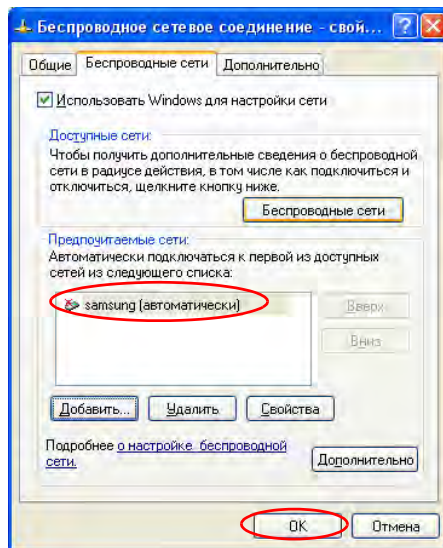 Беспроводное сетевое соединение - свой...
Общие Беспроводные сети Дополнительно
Использовать Windows для настройки сети
Доступные сети:
Чтобы получить дополнительные сведения о беспроводной
сети в радиусе действия, в том числе как подключиться и
отключиться, щелкните кнопку ниже.
Беспроводные сети
Предпочитаемые сети:
Автоматически подключаться к первой из доступных
сетей из следующего списка:
samsung (автоматически)
Вверх
Вниз
Добавить... Удалить Свойства
Подробнее о настройке беспроводной
сети.
Дополнительно
OK Отмена